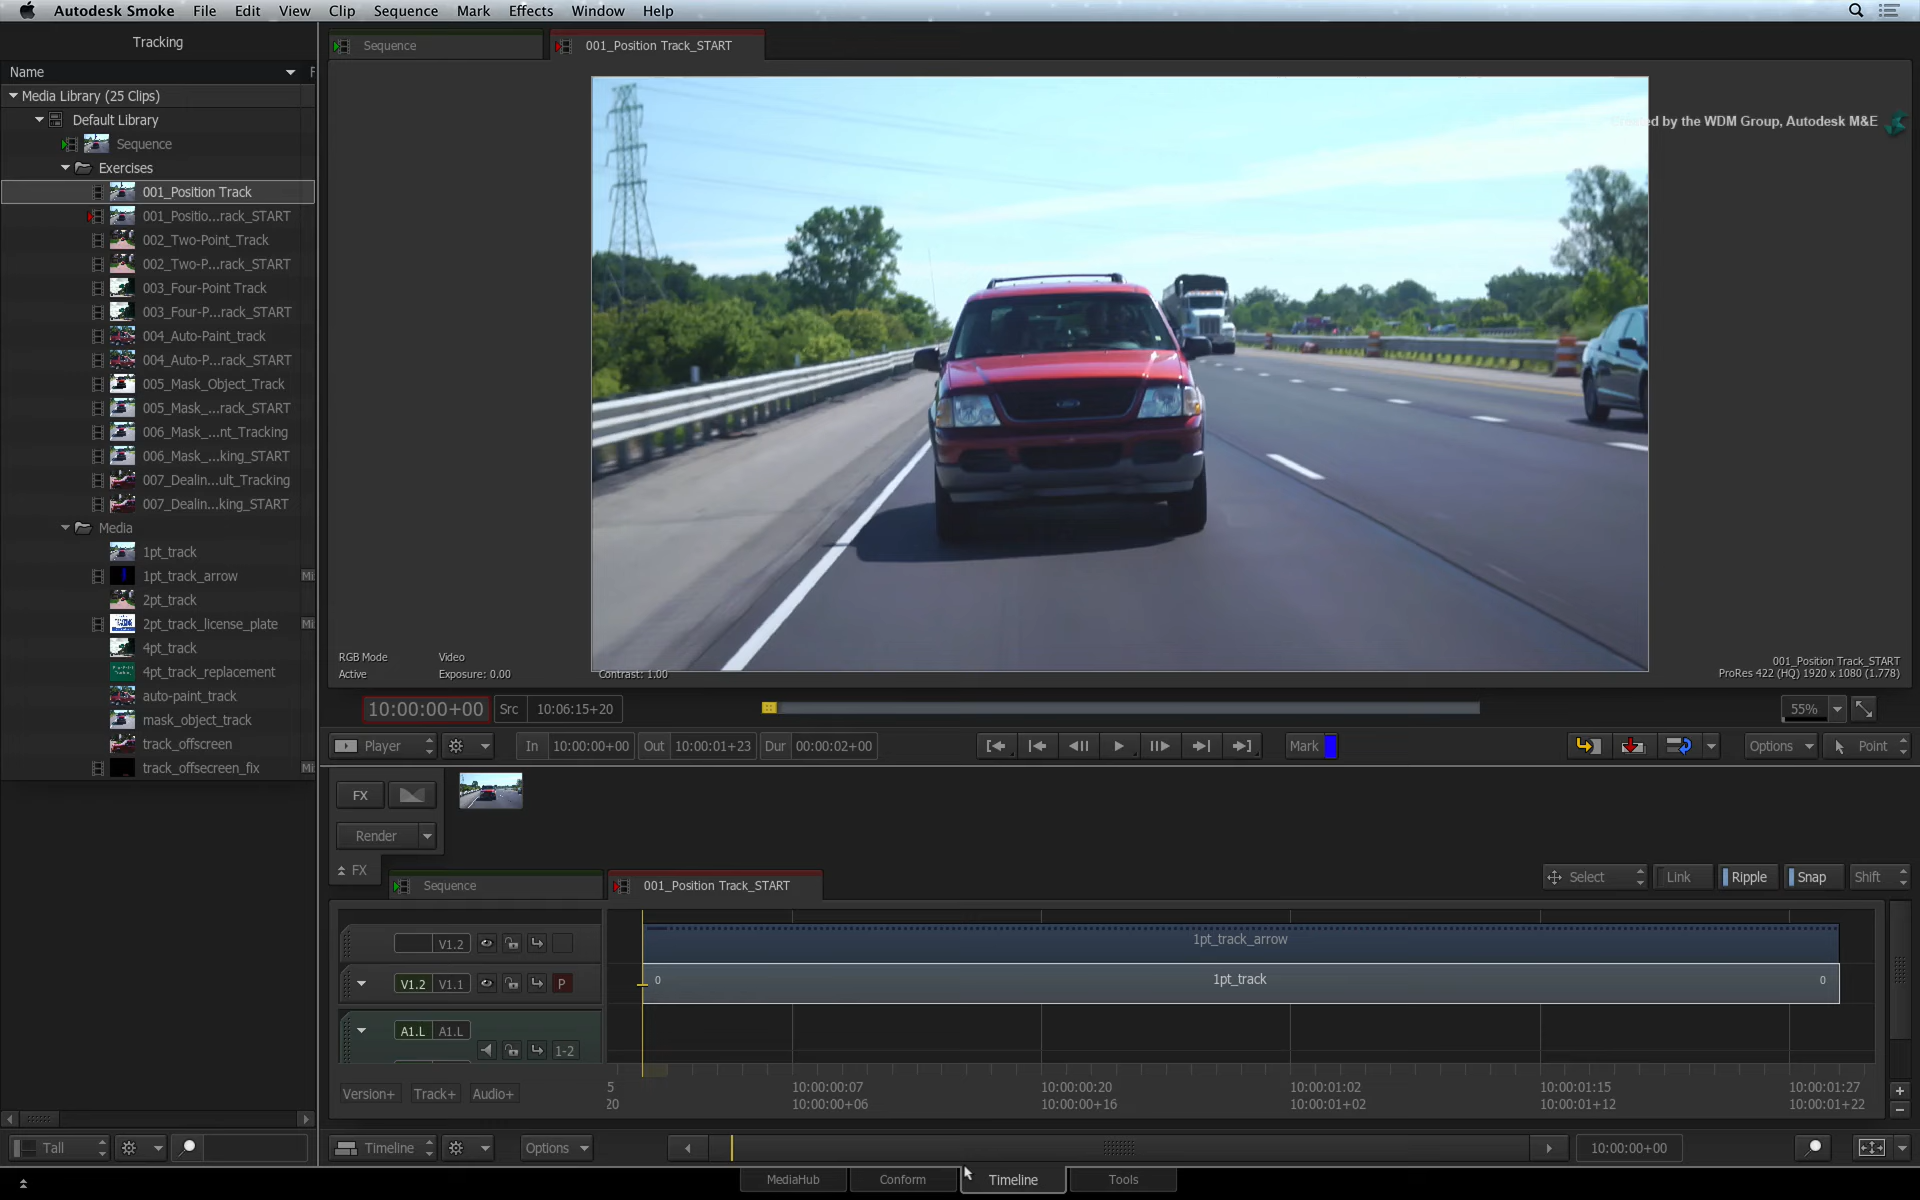 Autodesk Smoke File Edit View Clip Sequence Mark Effects Window Help
Tracking
Sequence 001_Position Track_START
Name F
Media Library (25 Clips)
Default Library
Sequence
Exercises
001_Position Track
001_Positio...rack_START
002_Two-Point_Track
002_Two-P...rack_START
003_Four-Point Track
003_Four-P...rack_START
004_Auto-Paint_track
004_Auto-P...rack_START
005_Mask_Object_Track
005_Mask_...rack_START
006_Mask_...nt_Tracking
006_Mask_...king_START
007_Dealin...ult_Tracking
007_Dealin...king_START
Media
1pt_track
1pt_track_arrow Mi
2pt_track
2pt_track_license_plate Mi
4pt_track
4pt_track_replacement
auto-paint_track
mask_object_track
track_offscreen
track_offsecreen_fix Mi
by the WDM Group, Autodesk M&E
RGB Mode Video
Active Exposure: 0.00 Contrast: 1.00
001_Position Track_START
ProRes 422 (HQ) 1920 x 1080 (1.778)
10:00:00+00 Src 10:06:15+20 55%
Player In 10:00:00+00 Out 10:00:01+23 Dur 00:00:02+00 Mark Options Point
FX
Render
FX Sequence 001_Position Track_START Select Link Ripple Snap Shift
V1.2 1pt_track_arrow
V1.2 V1.1 P 0 1pt_track 0
A1.L A1.L
1-2
Version+ Track+ Audio+
5 10:00:00:07 10:00:00:20 10:00:01:02 10:00:01:15 10:00:01:27
20 10:00:00+06 10:00:00+16 10:00:01+02 10:00:01+12 10:00:01+22
Tall Timeline Options 10:00:00+00
MediaHub Conform Timeline Tools